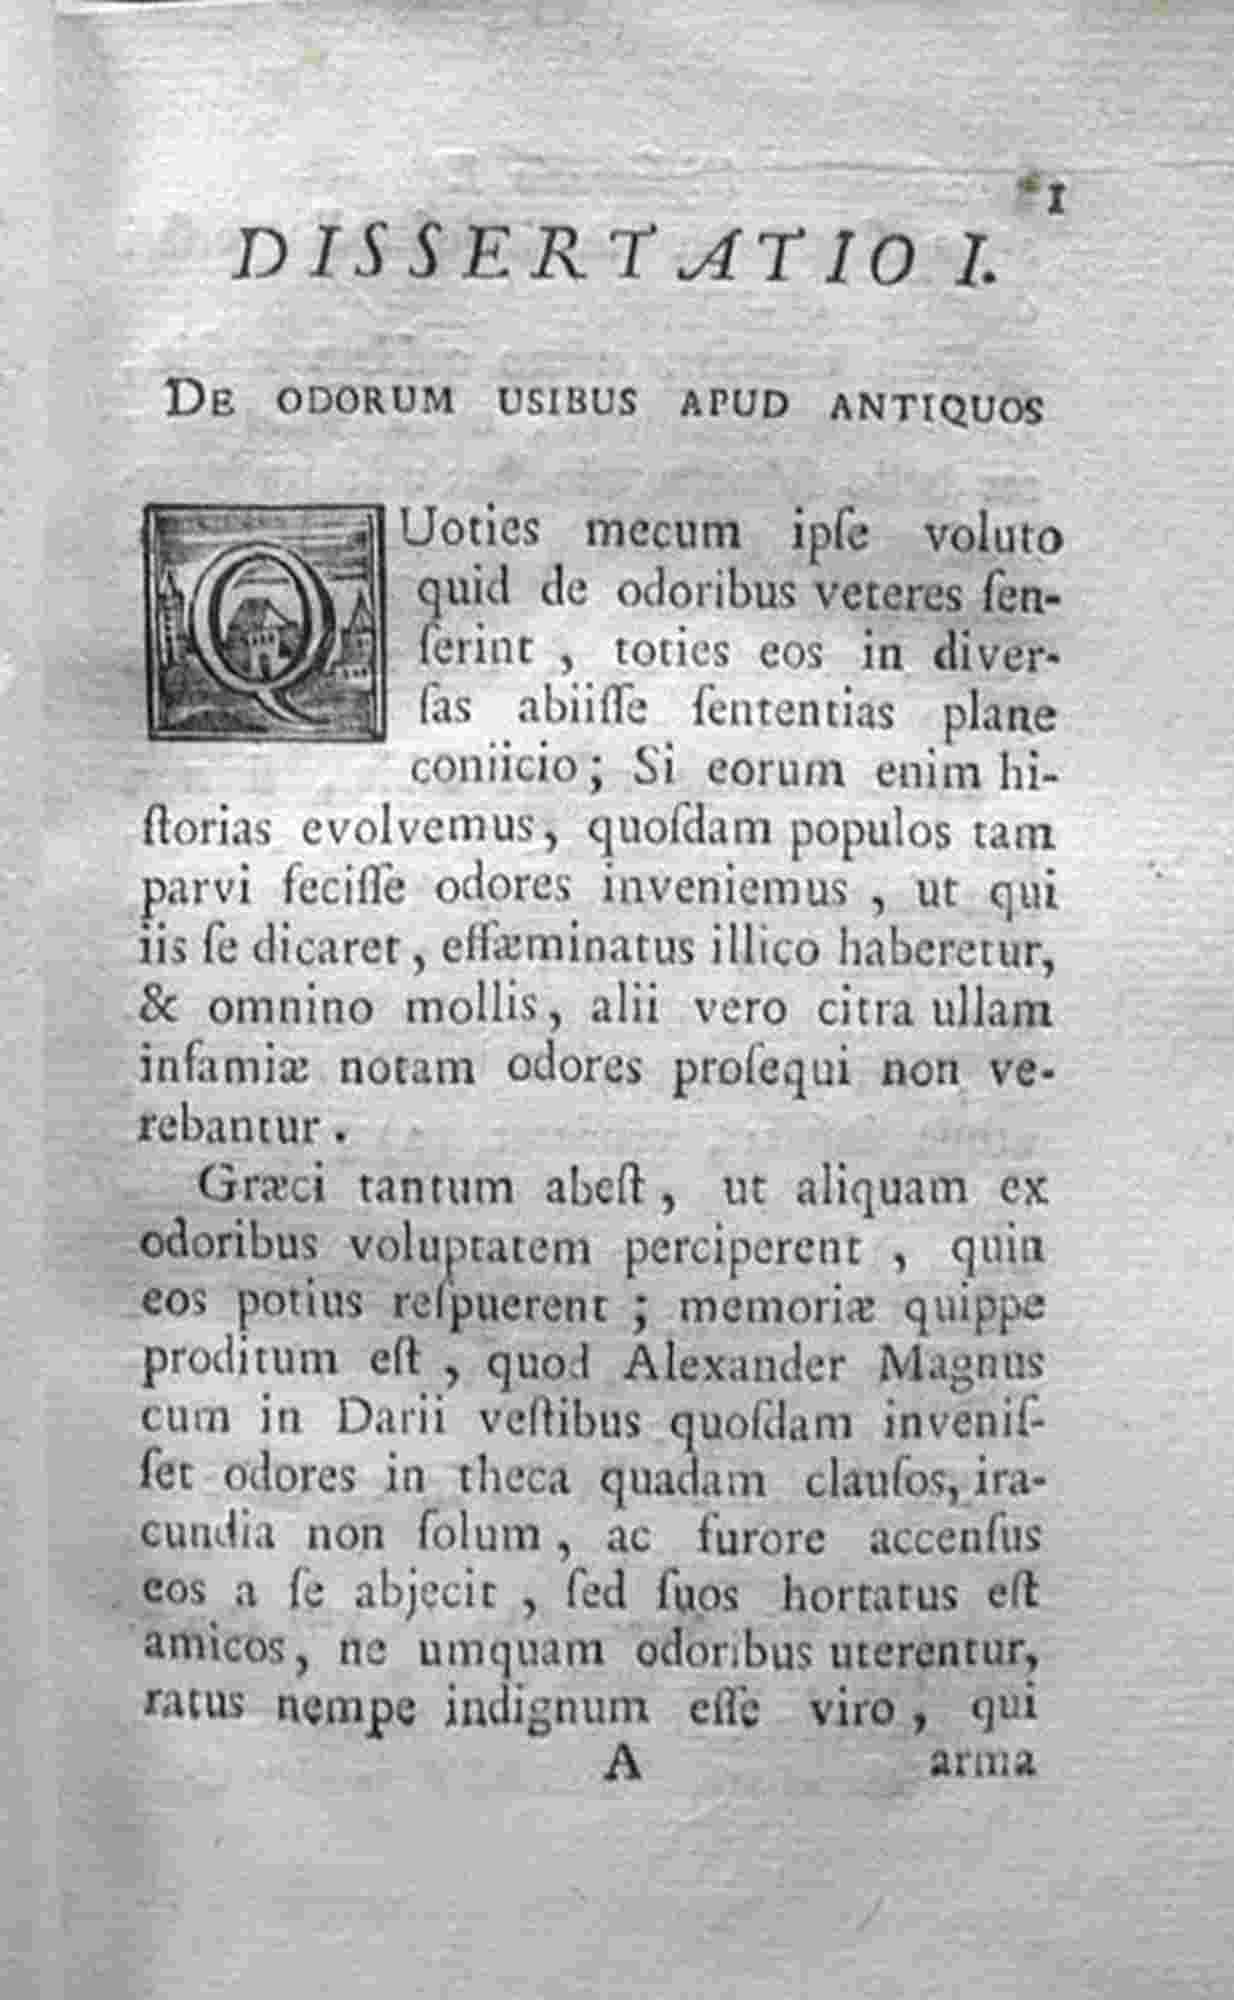 1
DISSERTATIO I.
DE ODORUM USIBUS APUD ANTIQUOS
QUoties mecum ipſe voluto
quid de odoribus veteres ſen-
ſerint , toties eos in diver-
ſas abiiſſe ſententias plane
coniicio; Si eorum enim hi-
ſtorias evolvemus, quoſdam populos tam
parvi feciſſe odores inveniemus , ut qui
iis ſe dicaret, effæminatus illico haberetur,
& omnino mollis, alii vero citra ullam
infamiæ notam odores proſequi non ve-
rebantur.
Græci tantum abeſt, ut aliquam ex
odoribus voluptatem perciperent , quin
eos potius reſpuerent ; memoriæ quippe
proditum eſt , quod Alexander Magnus
cum in Darii veſtibus quoſdam inveniſ-
ſet odores in theca quadam clauſos, ira-
cundia non ſolum , ac furore accenſus
eos a ſe abjecit , ſed ſuos hortatus eſt
amicos, ne umquam odoribus uterentur,
ratus nempe indignum eſſe viro , qui
A arma